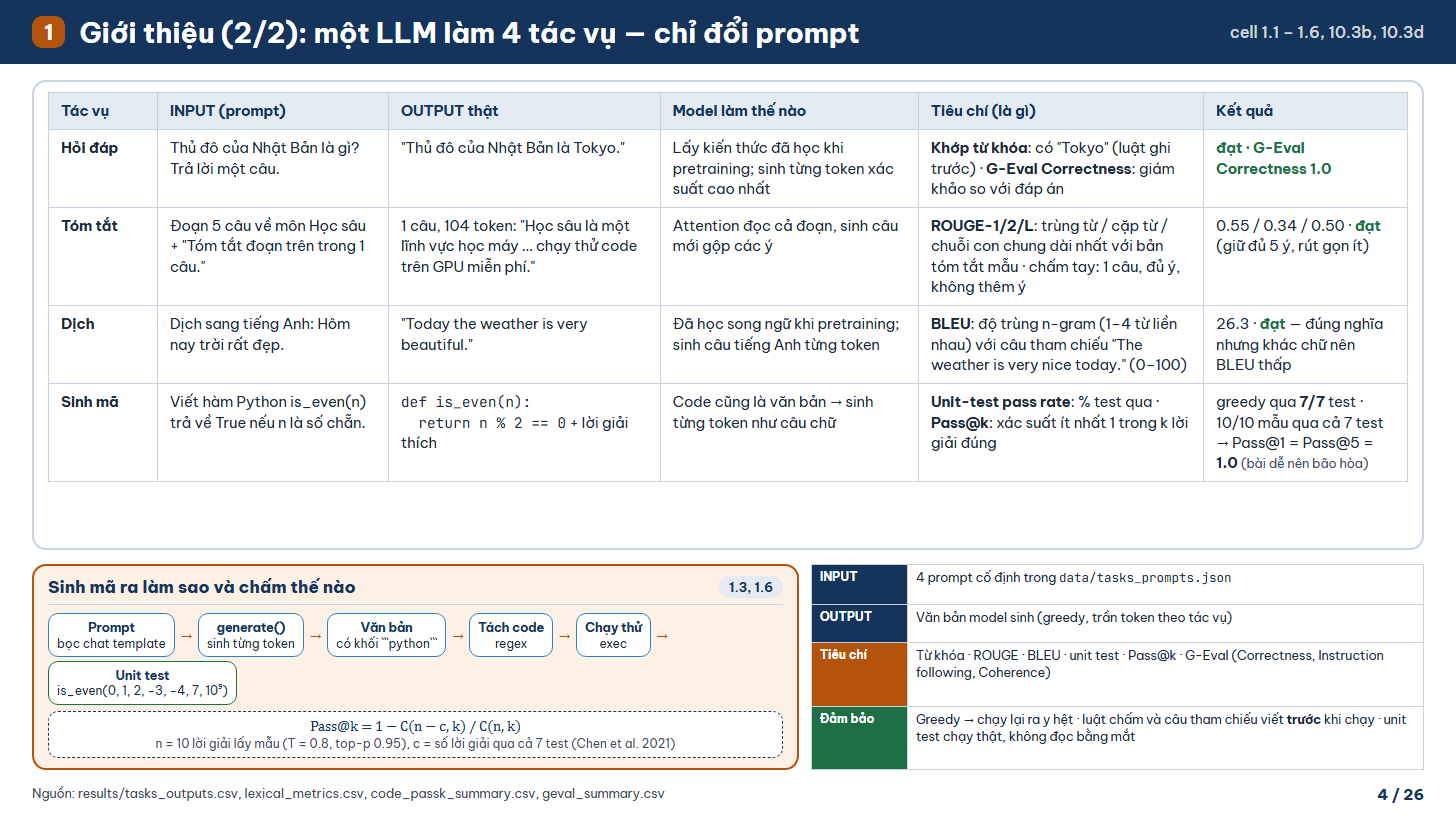 1
Giới thiệu (2/2): một LLM làm 4 tác vụ — chỉ đổi prompt
cell 1.1 – 1.6, 10.3b, 10.3d
Tác vụ
INPUT (prompt)
OUTPUT thật
Model làm thế nào
Tiêu chí (là gì)
Kết quả
Hỏi đáp
Thủ đô của Nhật Bản là gì?
Trả lời một câu.
"Thủ đô của Nhật Bản là Tokyo."
Lấy kiến thức đã học khi
pretraining; sinh từng token xác
suất cao nhất
Khớp từ khóa: có "Tokyo" (luật ghi
trước) · G-Eval Correctness: giám
khảo so với đáp án
đạt · G-Eval
Correctness 1.0
Tóm tắt
Đoạn 5 câu về môn Học sâu
+ "Tóm tắt đoạn trên trong 1
câu."
1 câu, 104 token: "Học sâu là một
lĩnh vực học máy ... chạy thử code
trên GPU miễn phí."
Attention đọc cả đoạn, sinh câu
mới gộp các ý
ROUGE-1/2/L: trùng từ / cặp từ /
chuỗi con chung dài nhất với bản
tóm tắt mẫu · chấm tay: 1 câu, đủ ý,
không thêm ý
0.55 / 0.34 / 0.50 · đạt
(giữ đủ 5 ý, rút gọn ít)
Dịch
Dịch sang tiếng Anh: Hôm
nay trời rất đẹp.
"Today the weather is very
beautiful."
Đã học song ngữ khi pretraining;
sinh câu tiếng Anh từng token
BLEU: độ trùng n-gram (1–4 từ liền
nhau) với câu tham chiếu "The
weather is very nice today." (0–100)
26.3 · đạt — đúng nghĩa
nhưng khác chữ nên
BLEU thấp
Sinh mã
Viết hàm Python is_even(n)
trả về True nếu n là số chẵn.
def is_even(n):
return n % 2 == 0 + lời giải
thích
Code cũng là văn bản → sinh
từng token như câu chữ
Unit-test pass rate: % test qua ·
Pass@k: xác suất ít nhất 1 trong k lời
giải đúng
greedy qua 7/7 test ·
10/10 mẫu qua cả 7 test
→ Pass@1 = Pass@5 =
1.0 (bài dễ nên bão hòa)
Sinh mã ra làm sao và chấm thế nào
1.3, 1.6
Prompt
bọc chat template
→
generate()
sinh từng token
→
Văn bản
có khối ```python```
→
Tách code
regex
→
Chạy thử
exec
→
Unit test
is_even(0, 1, 2, −3, −4, 7, 10⁹)
Pass@k = 1 − C(n − c, k) / C(n, k)
n = 10 lời giải lấy mẫu (T = 0.8, top-p 0.95), c = số lời giải qua cả 7 test (Chen et al. 2021)
INPUT
4 prompt cố định trong data/tasks_prompts.json
OUTPUT
Văn bản model sinh (greedy, trần token theo tác vụ)
Tiêu chí
Từ khóa · ROUGE · BLEU · unit test · Pass@k · G-Eval (Correctness, Instruction
following, Coherence)
Đảm bảo
Greedy → chạy lại ra y hệt · luật chấm và câu tham chiếu viết trước khi chạy · unit
test chạy thật, không đọc bằng mắt
Nguồn: results/tasks_outputs.csv, lexical_metrics.csv, code_passk_summary.csv, geval_summary.csv
4 / 26